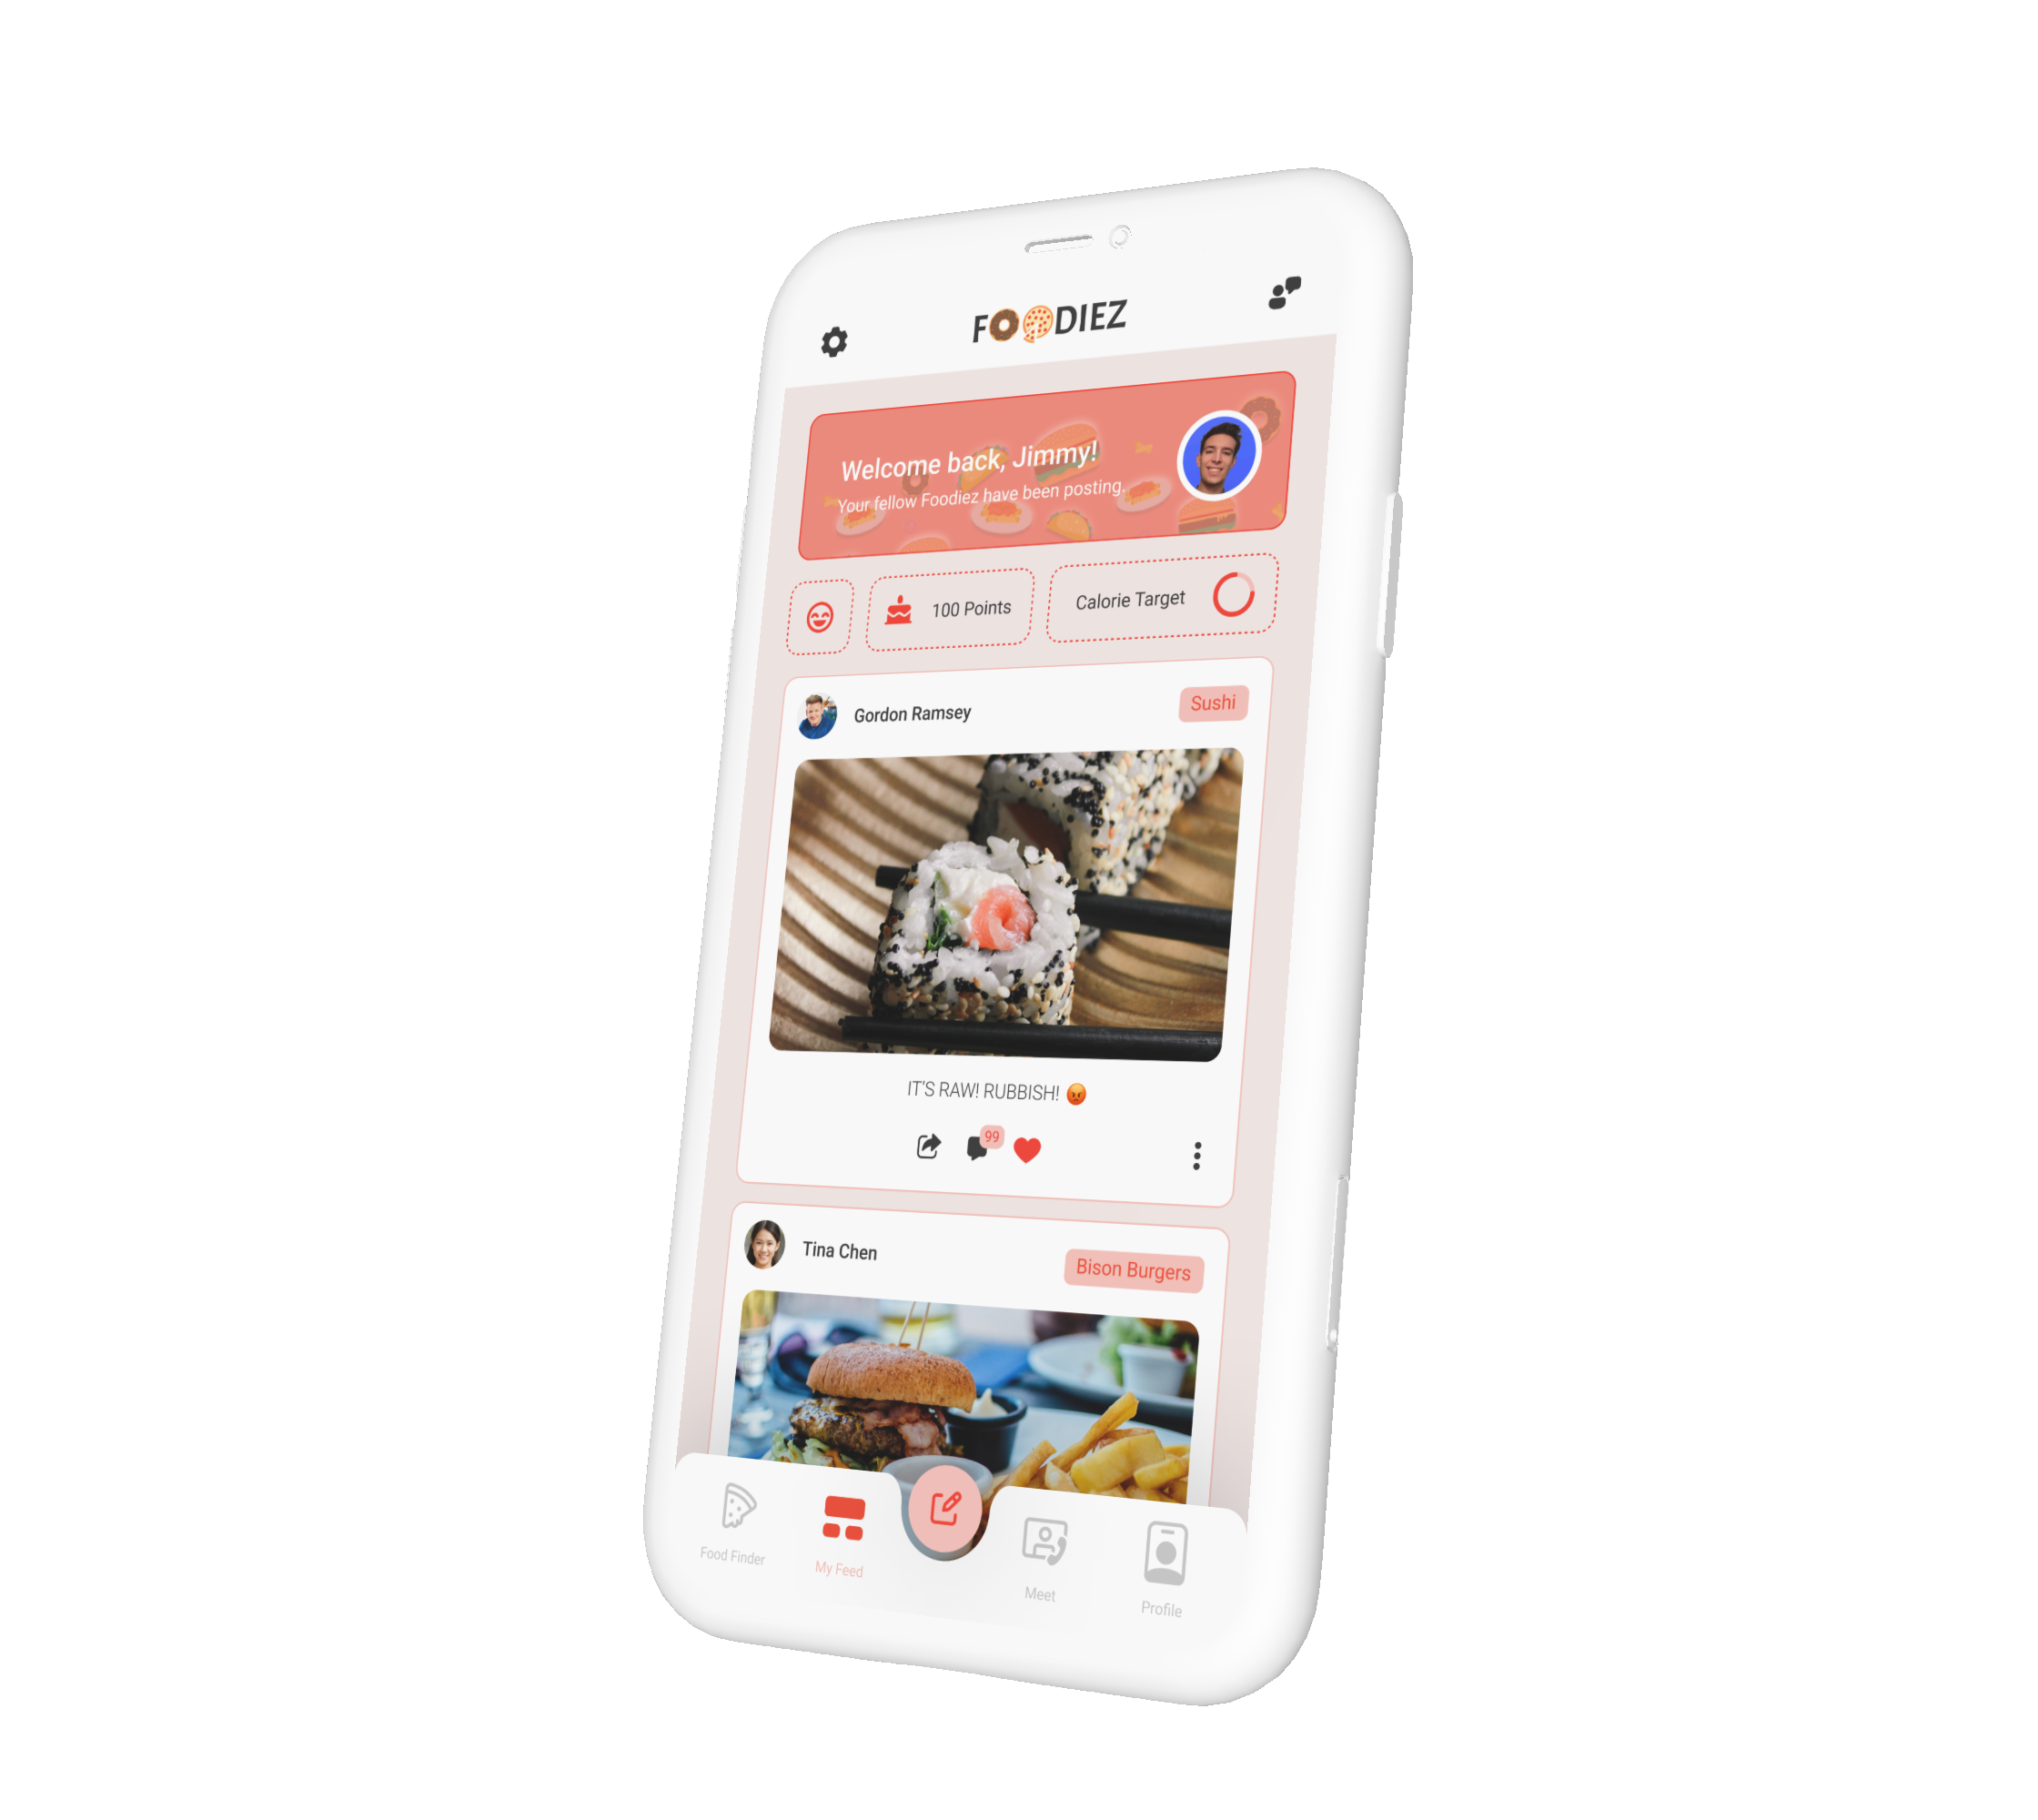 FOODIEZ
Welcome back, Jimmy!
Your fellow Foodiez have been posting.
100 Points
Calorie Target
Gordon Ramsey
Sushi
IT'S RAW! RUBBISH! 😡
99
Tina Chen
Bison Burgers
Food Finder
My Feed
Meet
Profile